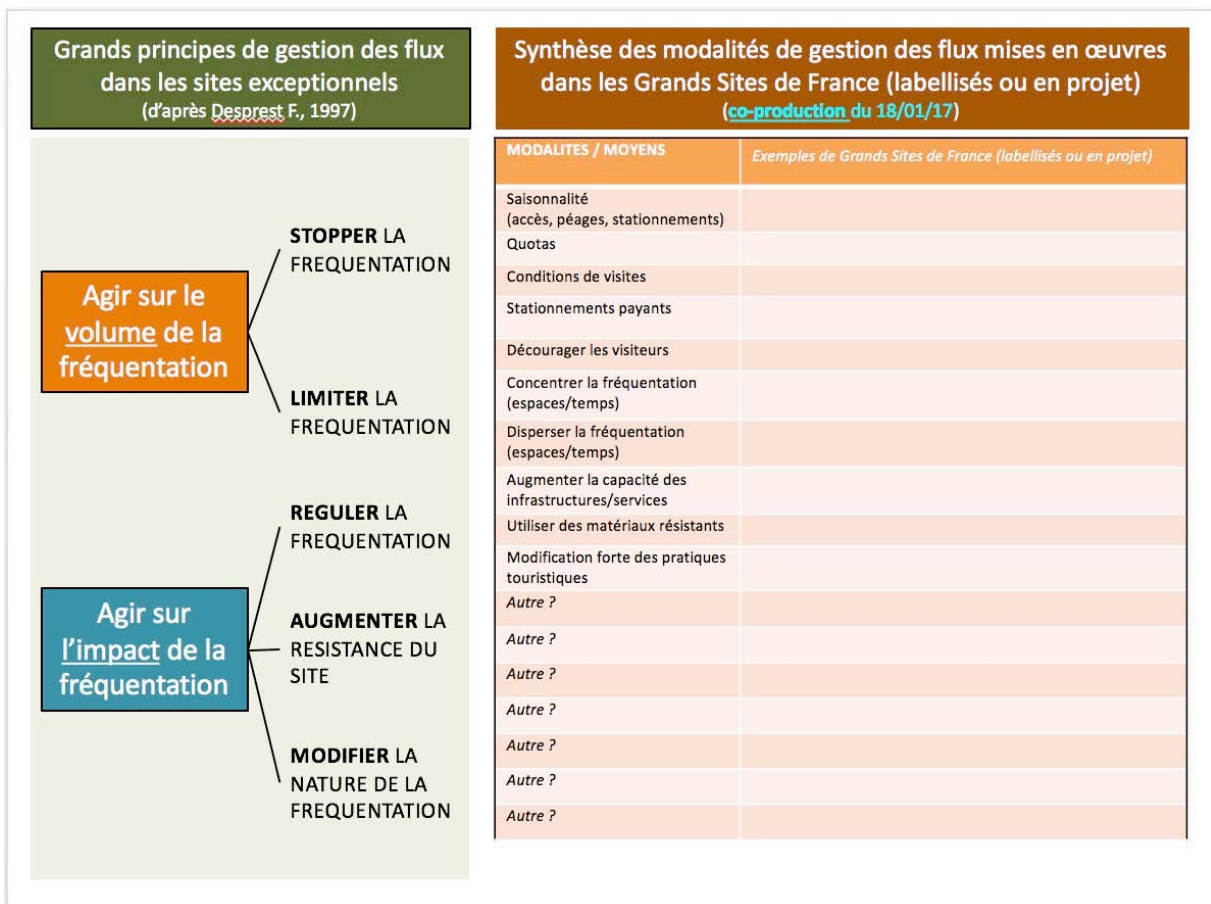 Grands principes de gestion des flux
dans les sites exceptionnels
(d'après Desprest F., 1997)
Agir sur le
volume de la
fréquentation
STOPPER LA
FREQUENTATION
LIMITER LA
FREQUENTATION
Agir sur
l'impact de la
fréquentation
REGULER LA
FREQUENTATION
AUGMENTER LA
RESISTANCE DU
SITE
MODIFIER LA
NATURE DE LA
FREQUENTATION
Synthèse des modalités de gestion des flux mises en œuvres
dans les Grands Sites de France (labellisés ou en projet)
(co-production du 18/01/17)
MODALITES / MOYENS
Exemples de Grands Sites de France (labellisés ou en projet)
Saisonnalité
(accès, péages, stationnements)
Quotas
Conditions de visites
Stationnements payants
Décourager les visiteurs
Concentrer la fréquentation
(espaces/temps)
Disperser la fréquentation
(espaces/temps)
Augmenter la capacité des
infrastructures/services
Utiliser des matériaux résistants
Modification forte des pratiques
touristiques
Autre ?
Autre ?
Autre ?
Autre ?
Autre ?
Autre ?
Autre ?